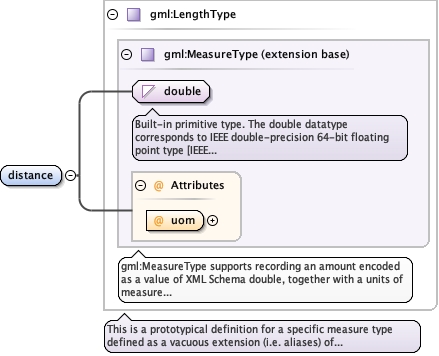 gml:LengthType
gml:MeasureType (extension base)
double
Built-in primitive type. The double datatype
corresponds to IEEE double-precision 64-bit floating
point type [IEEE...
distance
@ Attributes
@ uom
gml:MeasureType supports recording an amount encoded
as a value of XML Schema double, together with a units of
measure...
This is a prototypical definition for a specific measure type
defined as a vacuous extension (i.e. aliases) of...